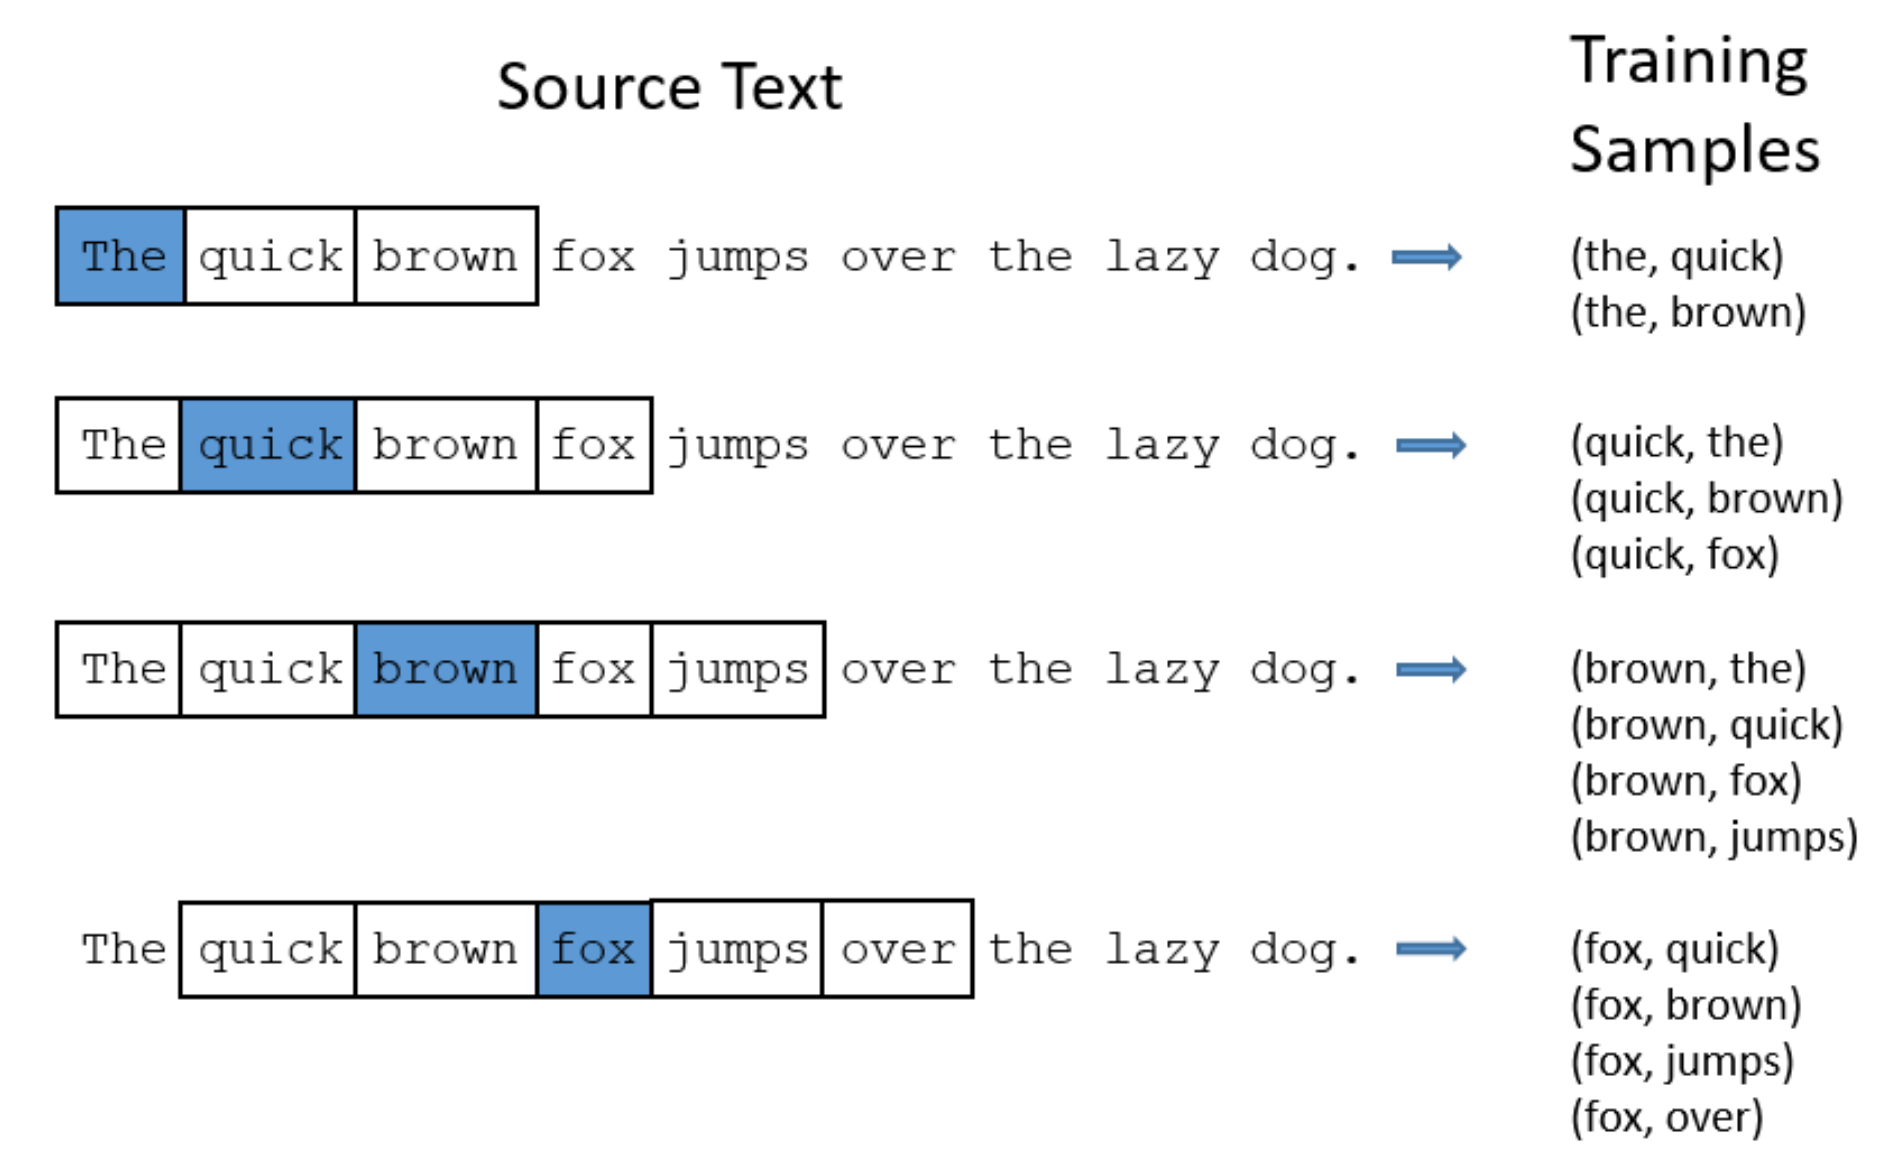 Source Text
Training
Samples
The quick brown fox jumps over the lazy dog.
(the, quick)
(the, brown)
The quick brown fox jumps over the lazy dog.
(quick, the)
(quick, brown)
(quick, fox)
The quick brown fox jumps over the lazy dog.
(brown, the)
(brown, quick)
(brown, fox)
(brown, jumps)
The quick brown fox jumps over the lazy dog.
(fox, quick)
(fox, brown)
(fox, jumps)
(fox, over)